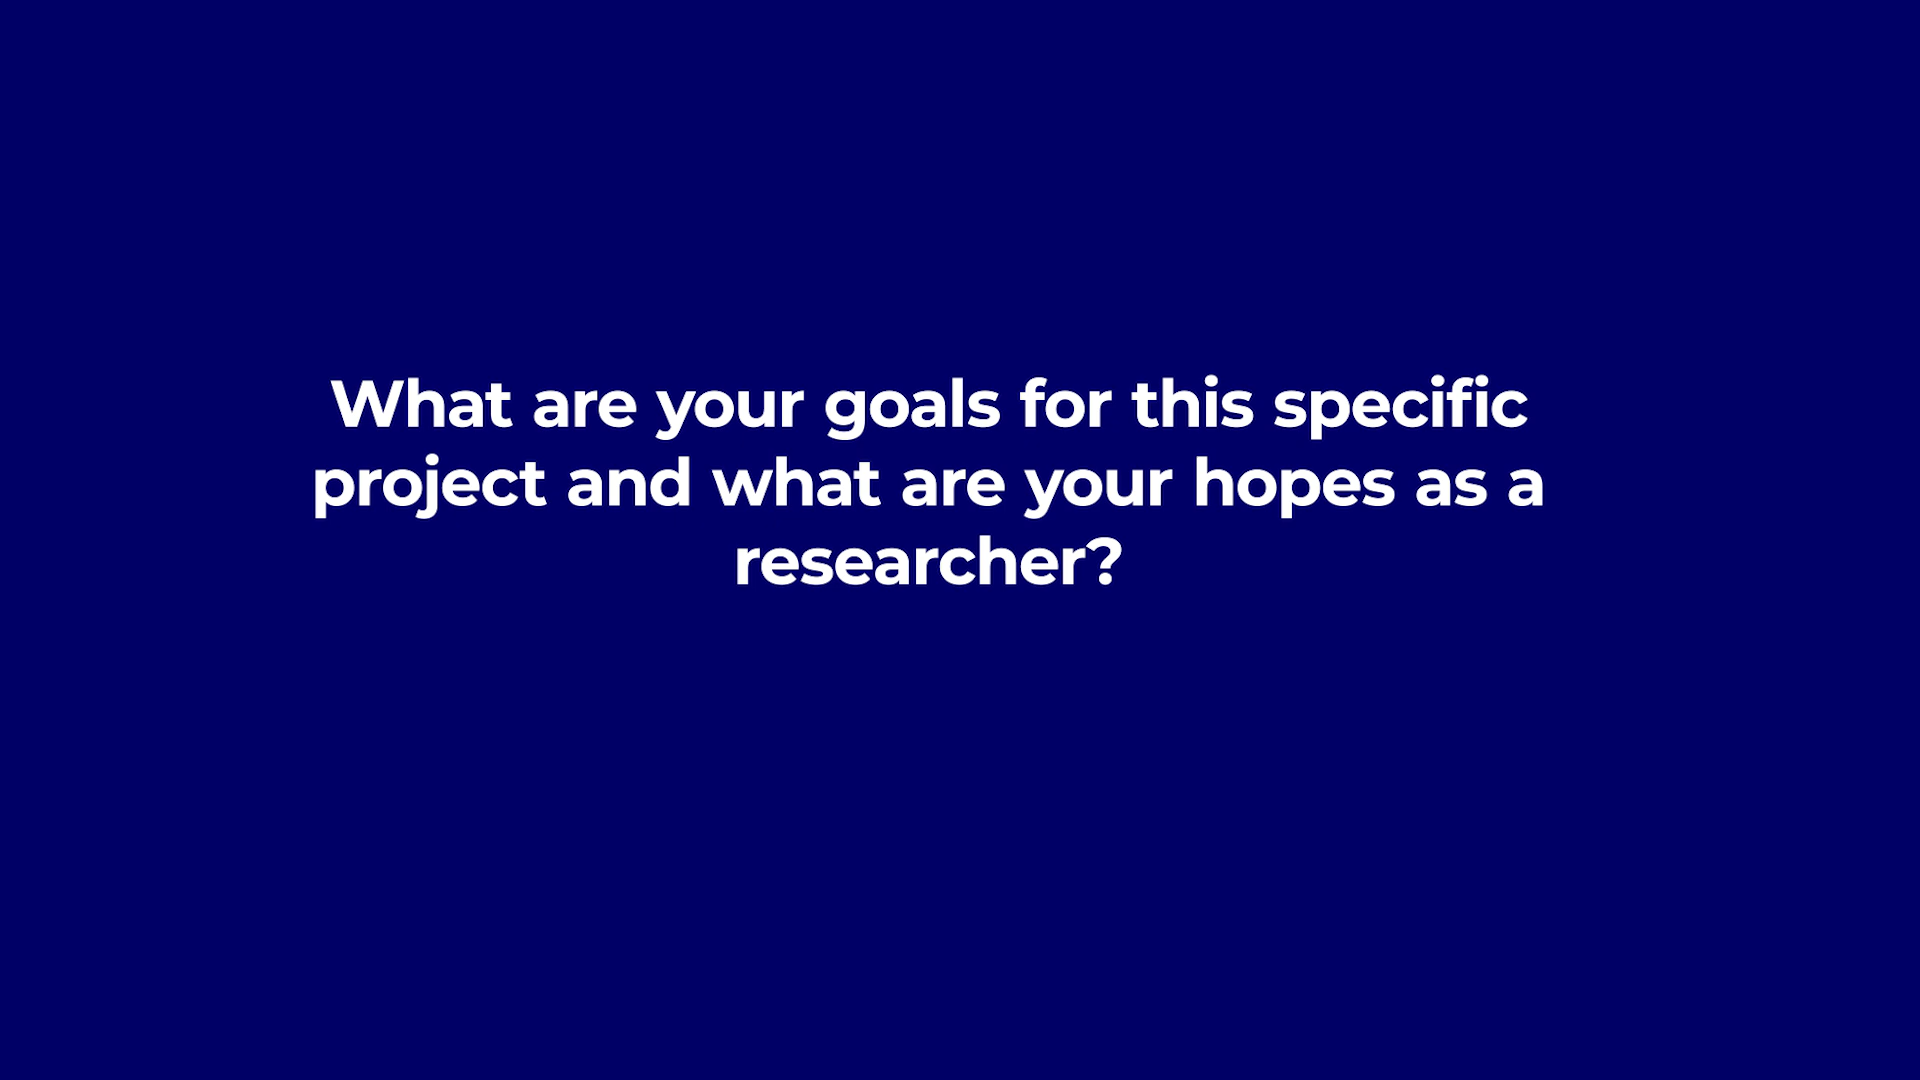 What are your goals for this specific
project and what are your hopes as a
researcher?